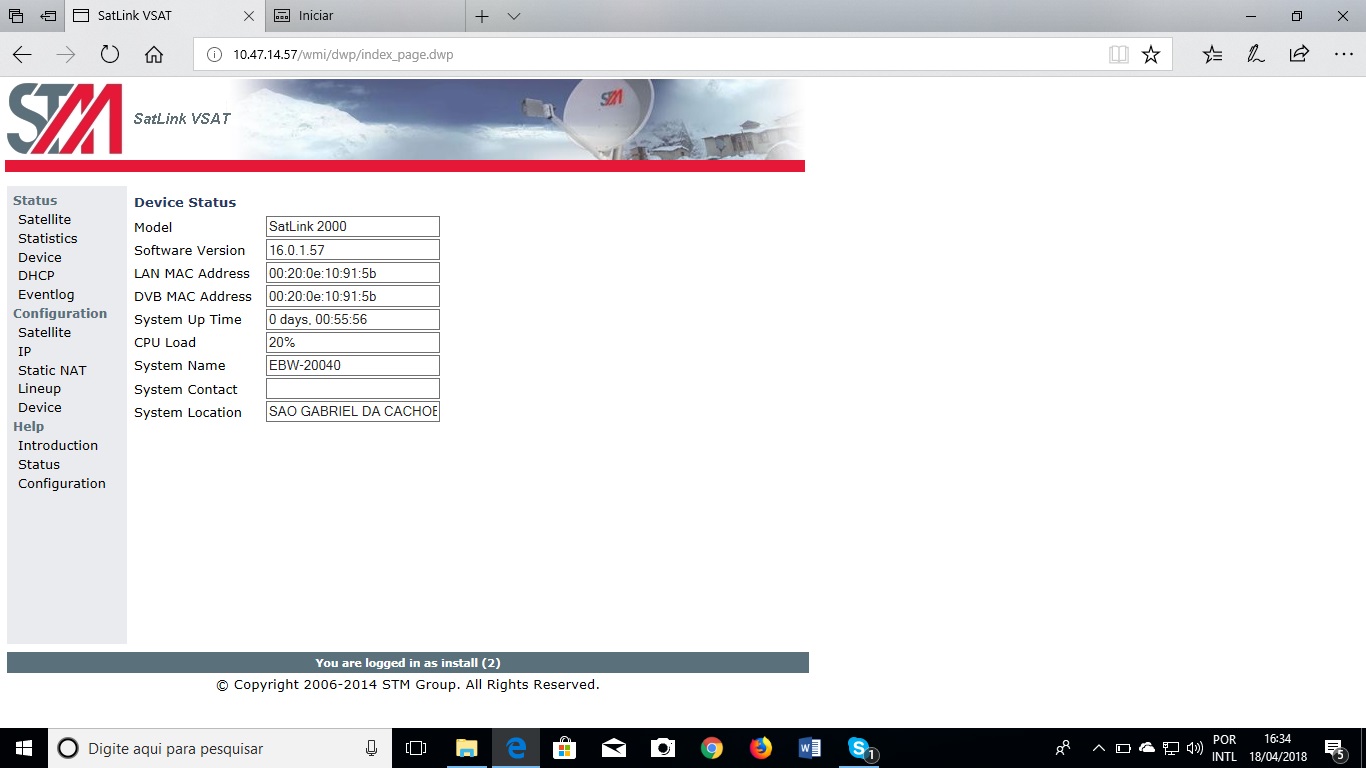 SatLink VSAT
Iniciar
10.47.14.57/wmi/dwp/index_page.dwp
STM
SatLink VSAT
STM
Status
Satellite
Statistics
Device
DHCP
Eventlog
Configuration
Satellite
IP
Static NAT
Lineup
Device
Help
Introduction
Status
Configuration
Device Status
Model SatLink 2000
Software Version 16.0.1.57
LAN MAC Address 00:20:0e:10:91:5b
DVB MAC Address 00:20:0e:10:91:5b
System Up Time 0 days, 00:55:56
CPU Load 20%
System Name EBW-20040
System Contact
System Location SAO GABRIEL DA CACHOE
You are logged in as install (2)
© Copyright 2006-2014 STM Group. All Rights Reserved.
Digite aqui para pesquisar
1
POR
INTL
16:34
18/04/2018
5